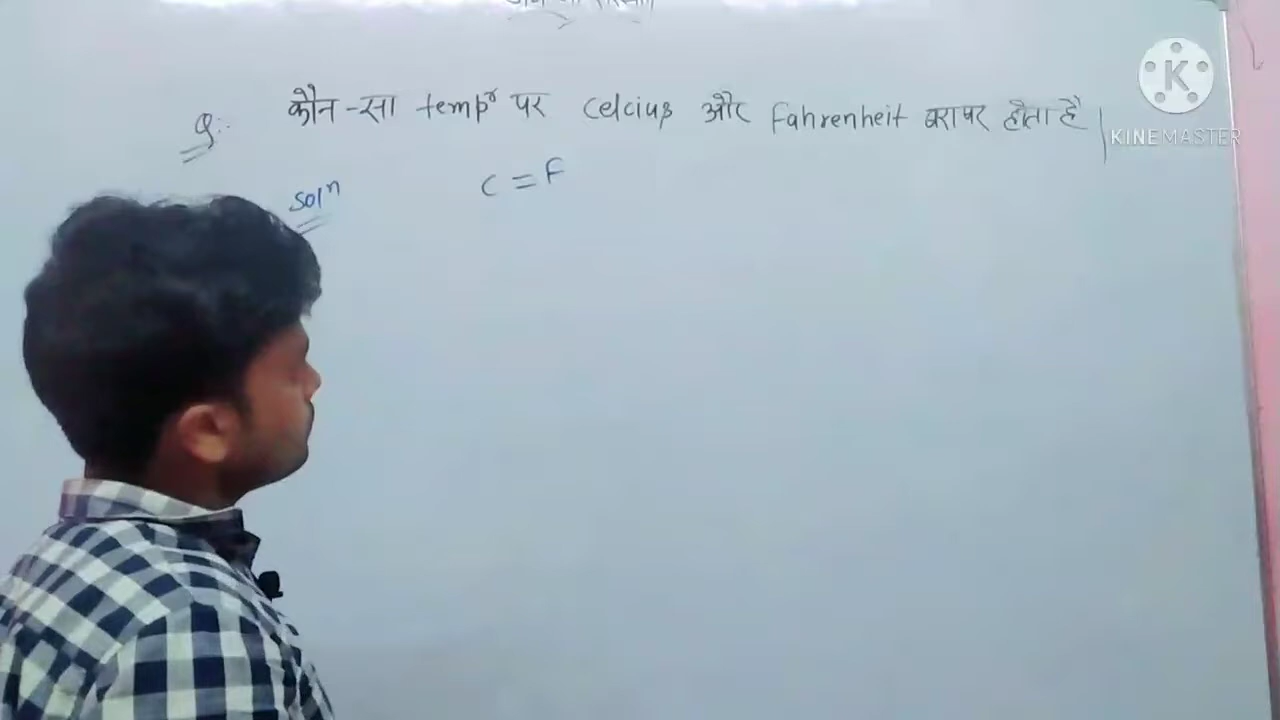 Q:- कौन-सा tempr पर Celcius और Fahrenheit बराबर होता है|
Soln
C = F
K
KINEMASTER